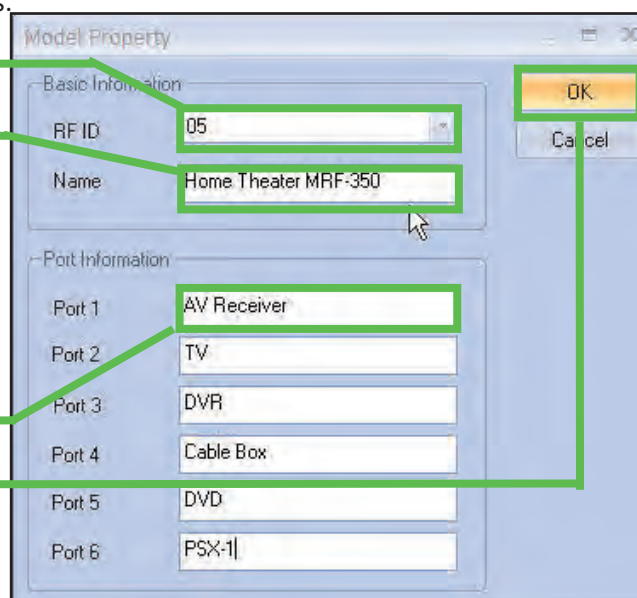 s.
Model Property
Basic Information
RF ID 05
Name Home Theater MRF-350
OK
Cancel
Port Information
Port 1 AV Receiver
Port 2 TV
Port 3 DVR
Port 4 Cable Box
Port 5 DVD
Port 6 PSX-1